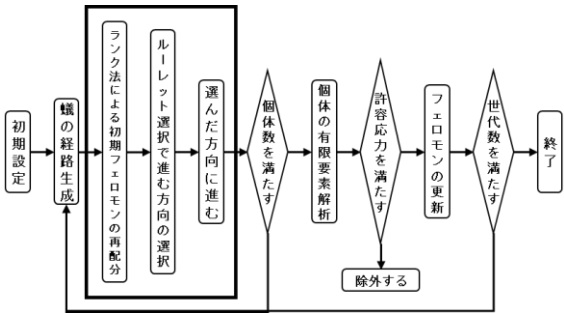 初期設定
蟻の経路生成
ランク法による初期フェロモンの再配分
ルーレット選択で進む方向の選択
選んだ方向に進む
個体数を満たす
個体の有限要素解析
許容応力を満たす
除外する
フェロモンの更新
世代数を満たす
終了